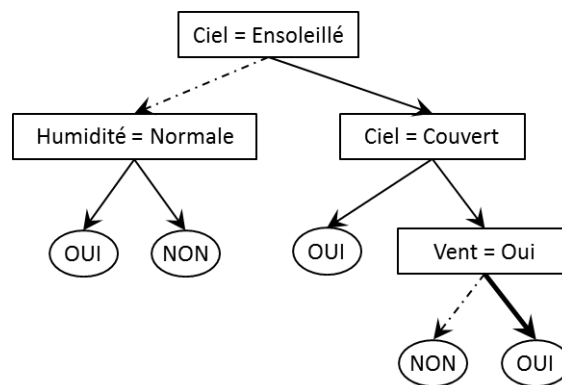 Ciel = Ensoleillé
Humidité = Normale
Ciel = Couvert
OUI
NON
OUI
Vent = Oui
NON
OUI